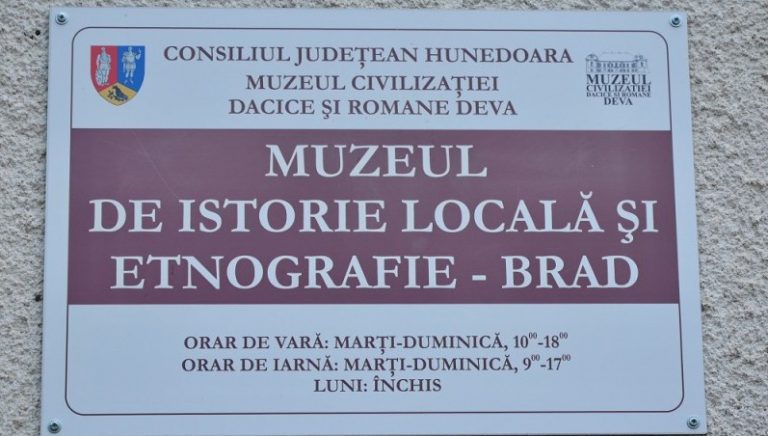 CONSILIUL JUDEȚEAN HUNEDOARA
MUZEUL CIVILIZAȚIEI
DACICE ŞI ROMANE DEVA
MUZEUL
CIVILIZAȚIEI
DACICE ŞI ROMANE
DEVA
MUZEUL
DE ISTORIE LOCALĂ ŞI
ETNOGRAFIE - BRAD
ORAR DE VARĂ: MARȚI-DUMINICĂ, 10⁰⁰-18⁰⁰
ORAR DE IARNĂ: MARȚI-DUMINICĂ, 9⁰⁰-17⁰⁰
LUNI: ÎNCHIS